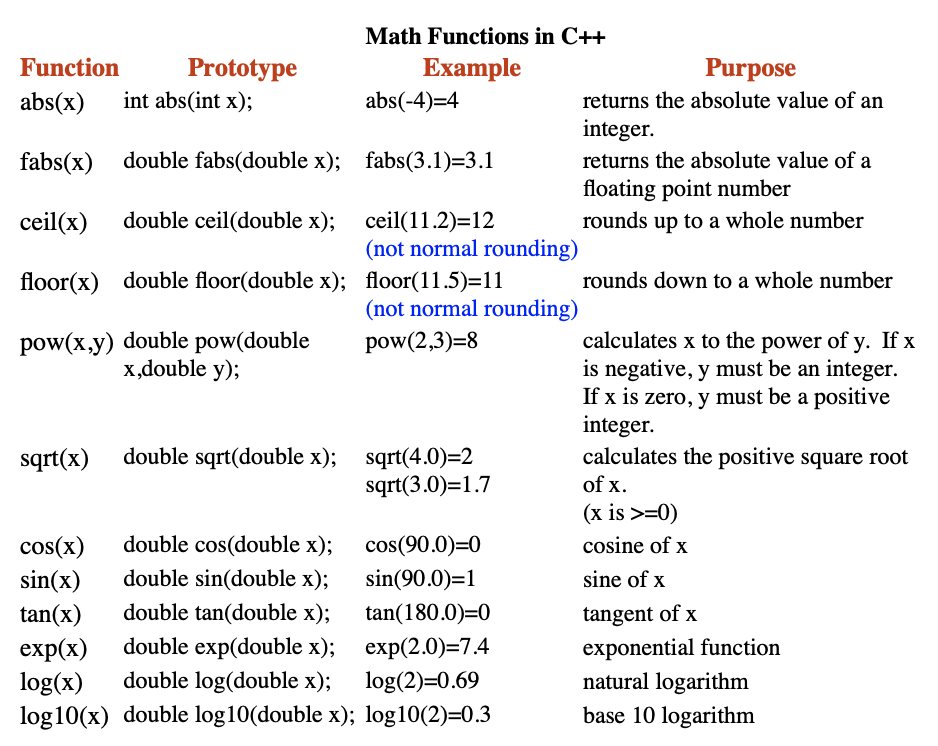 Math Functions in C++
Function Prototype Example Purpose
abs(x) int abs(int x); abs(-4)=4 returns the absolute value of an
integer.
fabs(x) double fabs(double x); fabs(3.1)=3.1 returns the absolute value of a
floating point number
ceil(x) double ceil(double x); ceil(11.2)=12 rounds up to a whole number
(not normal rounding)
floor(x) double floor(double x); floor(11.5)=11 rounds down to a whole number
(not normal rounding)
pow(x,y) double pow(double pow(2,3)=8 calculates x to the power of y. If x
x,double y); is negative, y must be an integer.
If x is zero, y must be a positive
integer.
sqrt(x) double sqrt(double x); sqrt(4.0)=2 calculates the positive square root
sqrt(3.0)=1.7 of x.
(x is >=0)
cos(x) double cos(double x); cos(90.0)=0 cosine of x
sin(x) double sin(double x); sin(90.0)=1 sine of x
tan(x) double tan(double x); tan(180.0)=0 tangent of x
exp(x) double exp(double x); exp(2.0)=7.4 exponential function
log(x) double log(double x); log(2)=0.69 natural logarithm
log10(x) double log10(double x); log10(2)=0.3 base 10 logarithm